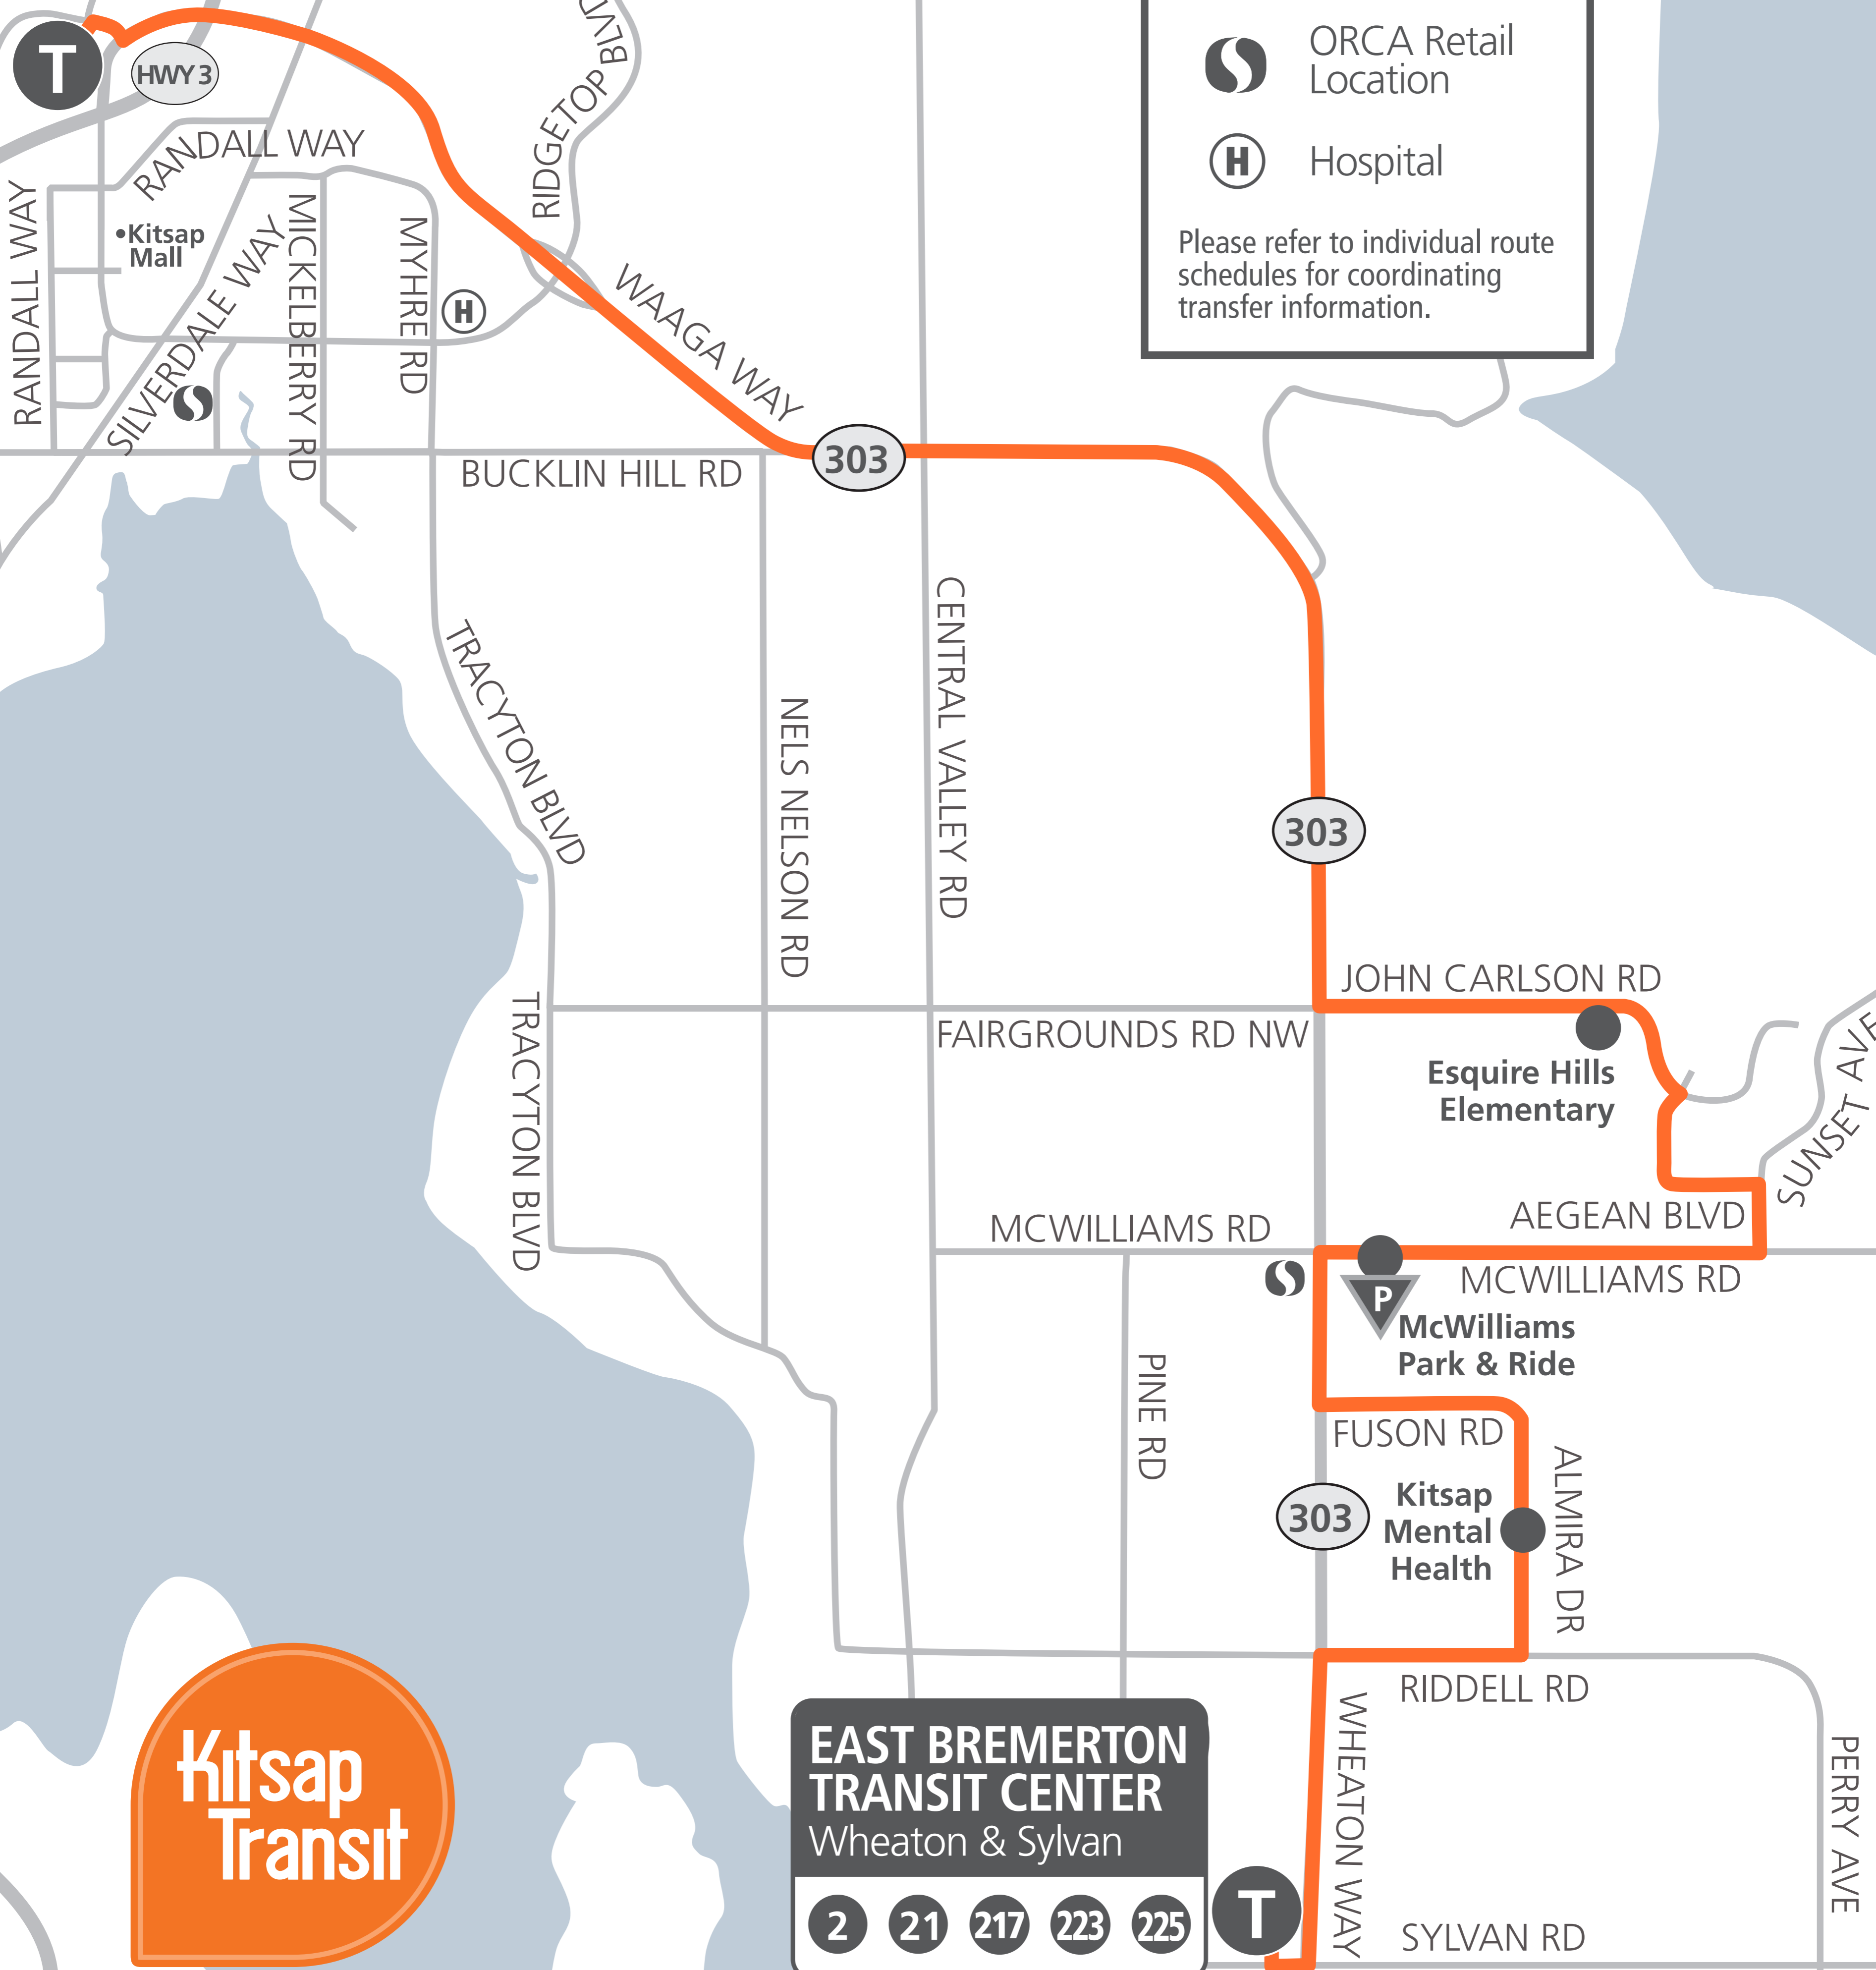 T
HWY 3
RIDGETOP BLVD
RANDALL WAY
RANDALL WAY
•Kitsap
Mall
SILVERDALE WAY
MICKELBERRY RD
MYHRE RD
H
WAAGA WAY
ORCA Retail
Location
H
Hospital
Please refer to individual route
schedules for coordinating
transfer information.
303
BUCKLIN HILL RD
TRACYTON BLVD
NELS NELSON RD
CENTRAL VALLEY RD
303
JOHN CARLSON RD
FAIRGROUNDS RD NW
Esquire Hills
Elementary
SUNSET AVE
TRACYTON BLVD
AEGEAN BLVD
MCWILLIAMS RD
MCWILLIAMS RD
P
McWilliams
Park & Ride
PINE RD
FUSON RD
303
Kitsap
Mental
Health
ALMIRA DR
RIDDELL RD
WHEATON WAY
PERRY AVE
Kitsap
Transit
EAST BREMERTON
TRANSIT CENTER
Wheaton & Sylvan
2 21 217 223 225
T
SYLVAN RD